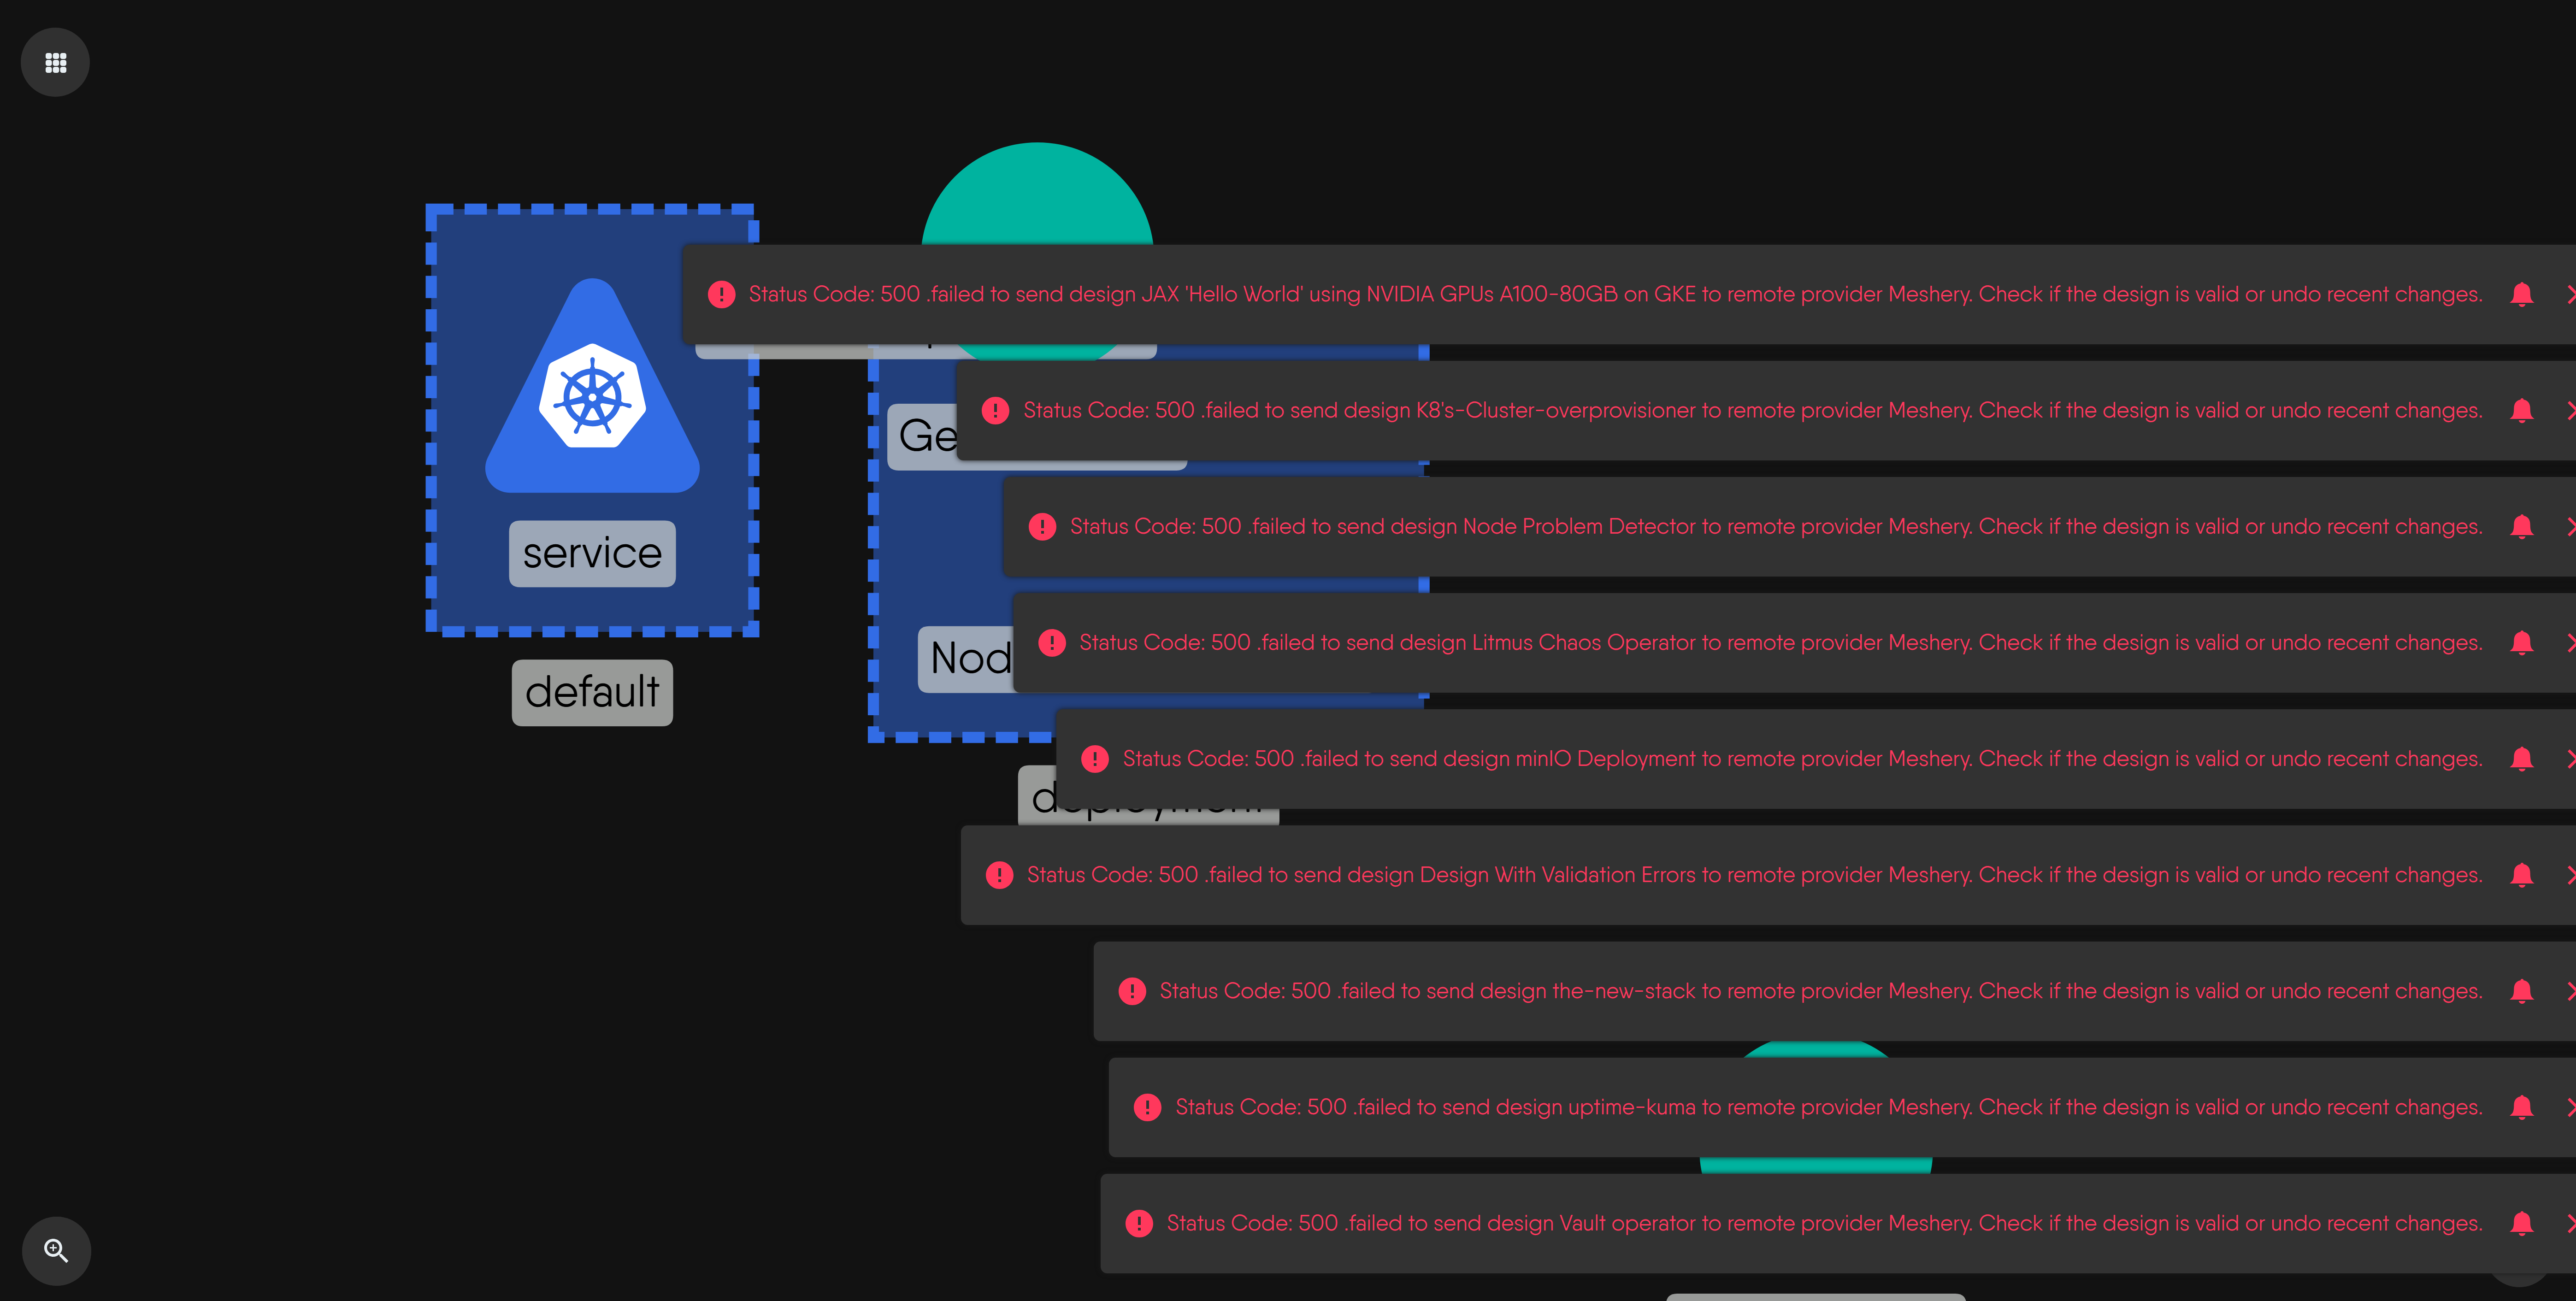 Status Code: 500 .failed to send design JAX 'Hello World' using NVIDIA GPUs A100-80GB on GKE to remote provider Meshery. Check if the design is valid or undo recent changes.
Status Code: 500 .failed to send design K8's-Cluster-overprovisioner to remote provider Meshery. Check if the design is valid or undo recent changes.
Ge
Status Code: 500 .failed to send design Node Problem Detector to remote provider Meshery. Check if the design is valid or undo recent changes.
service
Status Code: 500 .failed to send design Litmus Chaos Operator to remote provider Meshery. Check if the design is valid or undo recent changes.
Nod
default
Status Code: 500 .failed to send design minIO Deployment to remote provider Meshery. Check if the design is valid or undo recent changes.
deployment
Status Code: 500 .failed to send design Design With Validation Errors to remote provider Meshery. Check if the design is valid or undo recent changes.
Status Code: 500 .failed to send design the-new-stack to remote provider Meshery. Check if the design is valid or undo recent changes.
Status Code: 500 .failed to send design uptime-kuma to remote provider Meshery. Check if the design is valid or undo recent changes.
Status Code: 500 .failed to send design Vault operator to remote provider Meshery. Check if the design is valid or undo recent changes.